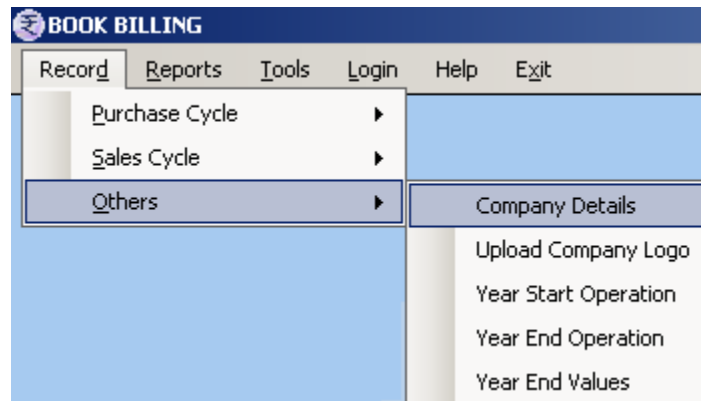 BOOK BILLING
Record Reports Tools Login Help Exit
Purchase Cycle
Sales Cycle
Others
Company Details
Upload Company Logo
Year Start Operation
Year End Operation
Year End Values